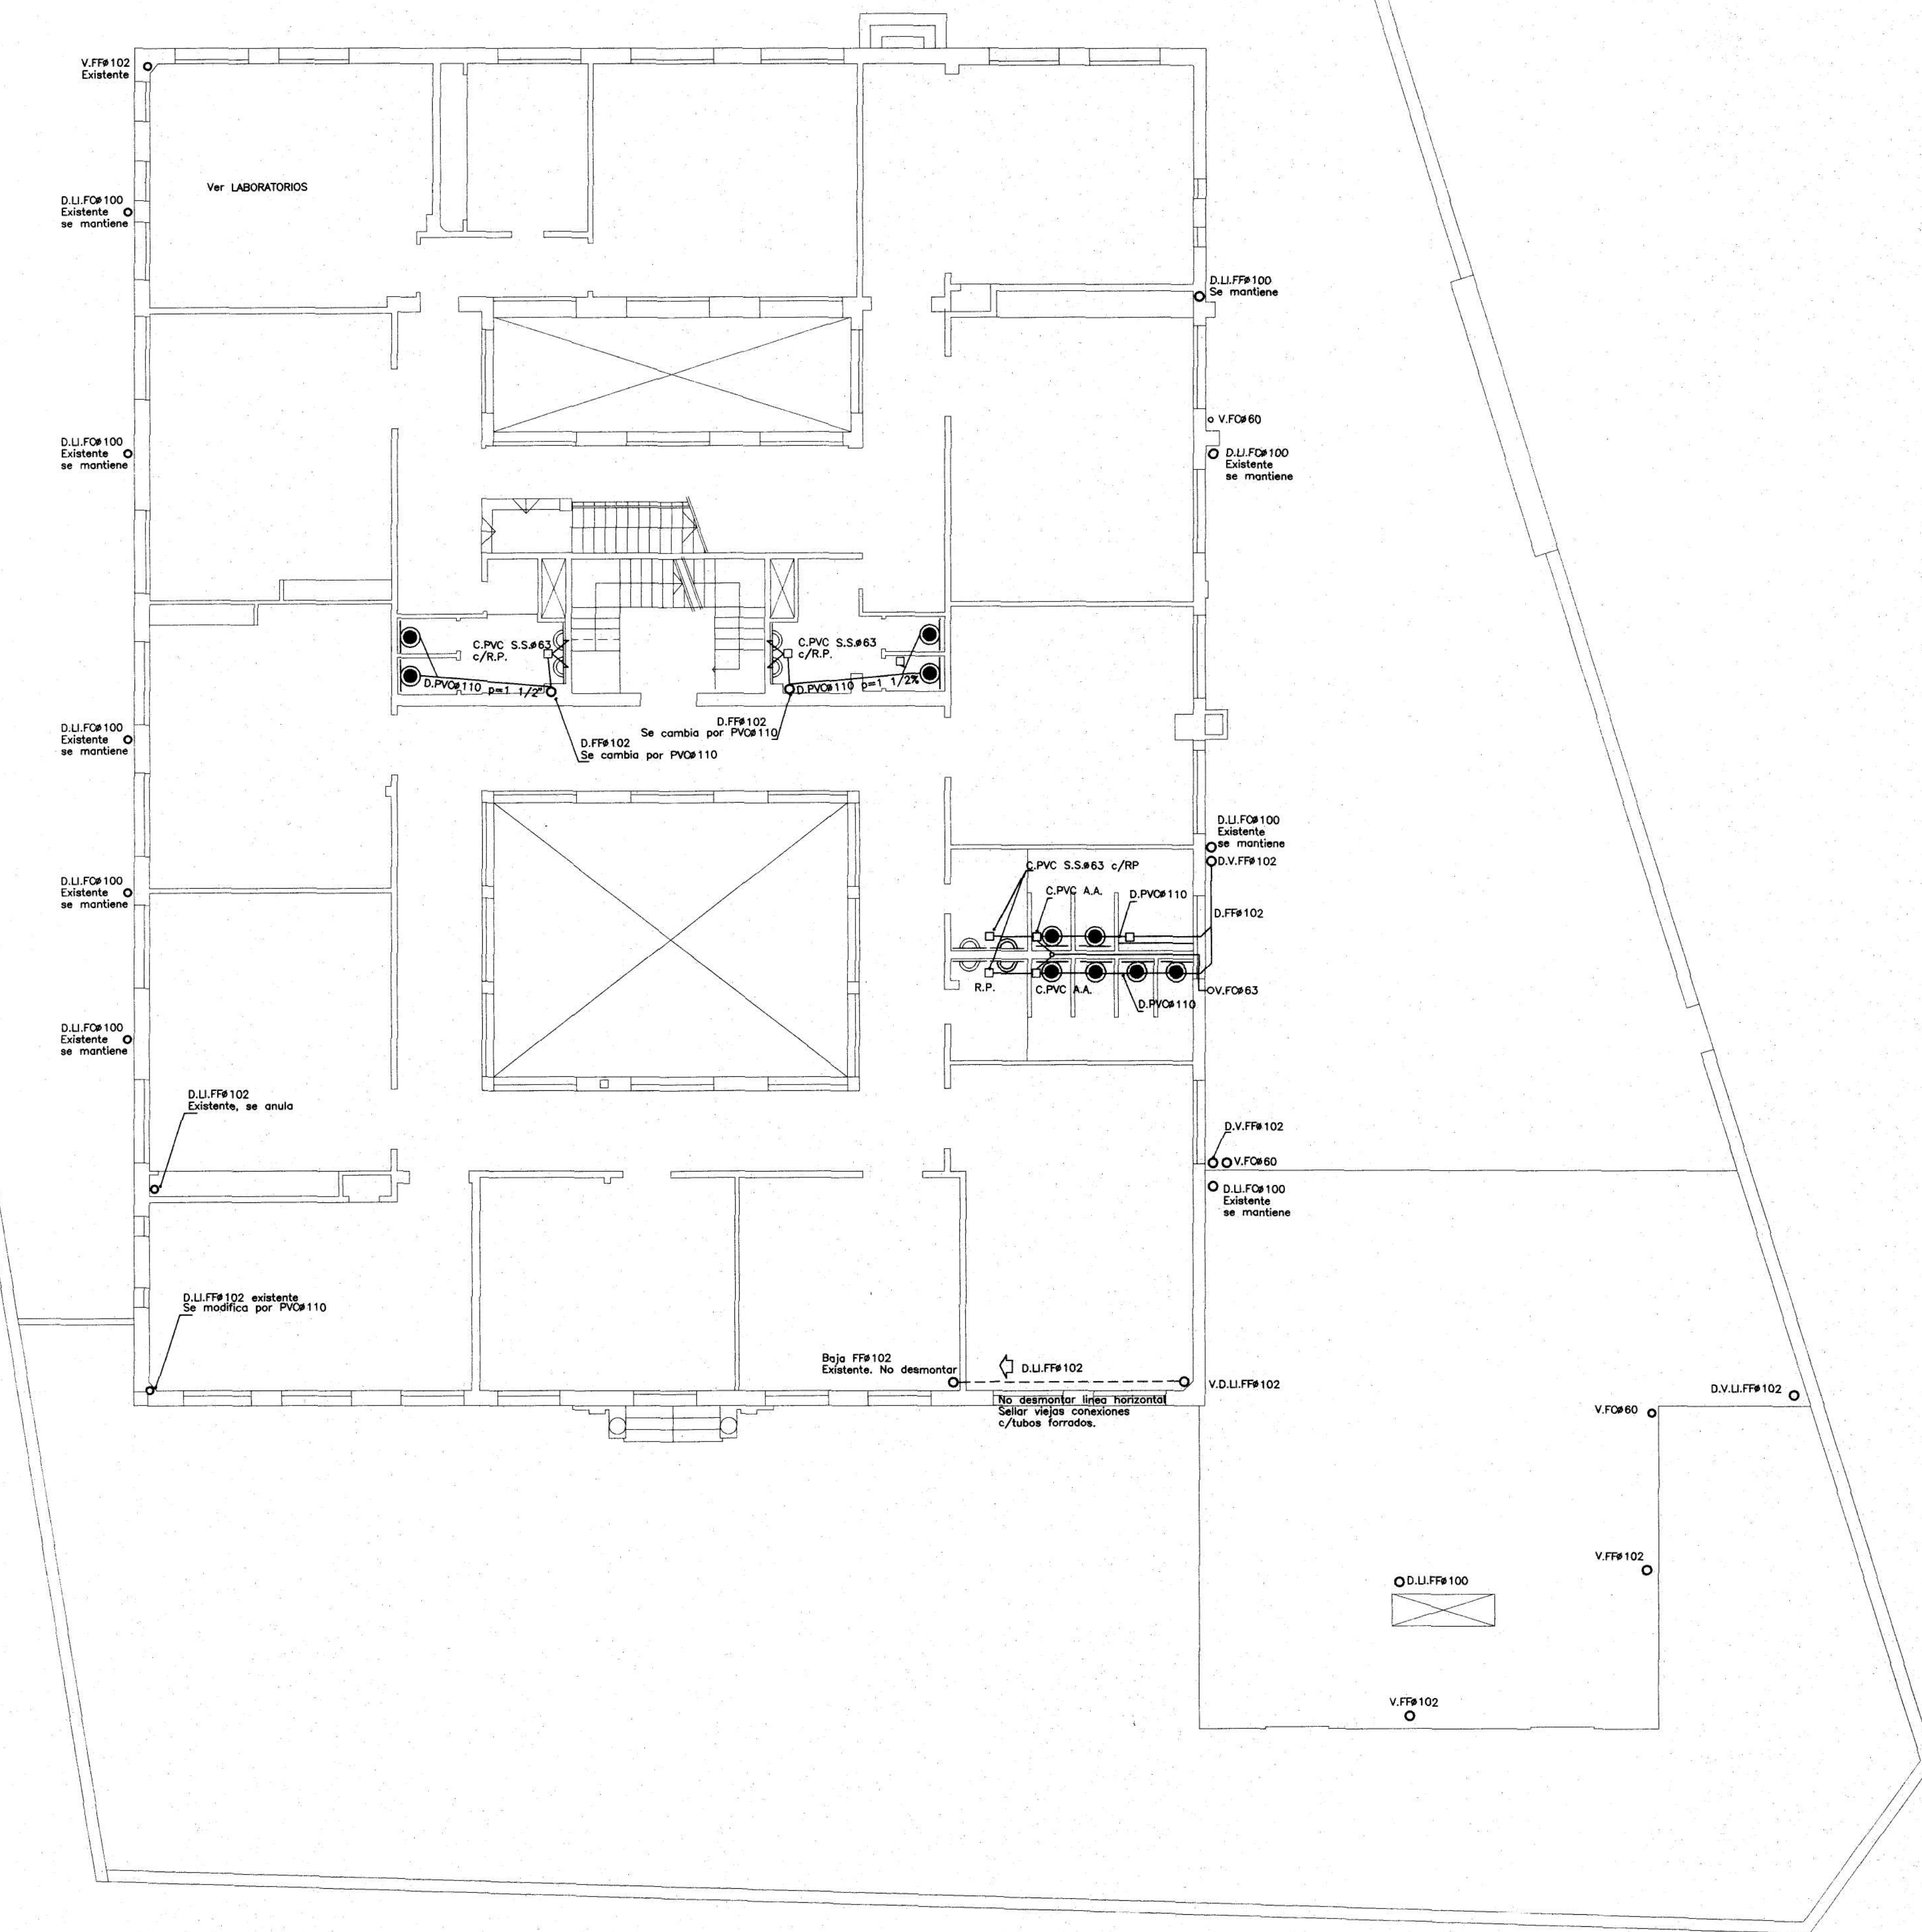 V.FFø102
Existente
Ver LABORATORIOS
D.Ll.FCø100
Existente
se mantiene
D.Ll.FFø100
Se mantiene
V.FCø60
D.Ll.FCø100
Existente
se mantiene
D.Ll.FCø100
Existente
se mantiene
C.PVC S.S.ø63
c/R.P.
C.PVC S.S.ø63
c/R.P.
D.PVCø110 p=1 1/2"
D.PVCø110 p=1 1/2%
D.FFø102
Se cambia por PVCø110
D.FFø102
Se cambia por PVCø110
D.Ll.FCø100
Existente
se mantiene
D.Ll.FCø100
Existente
se mantiene
D.V.FFø102
C.PVC S.S.ø63 c/RP
C.PVC A.A.
D.PVCø110
D.FFø102
D.Ll.FCø100
Existente
se mantiene
R.P.
C.PVC A.A.
D.PVCø110
V.FCø63
D.Ll.FCø100
Existente
se mantiene
D.Ll.FFø102
Existente, se anula
D.V.FFø102
V.FCø60
D.Ll.FCø100
Existente
se mantiene
D.Ll.FFø102 existente
Se modifica por PVCø110
Baja FFø102
Existente. No desmontar
D.Ll.FFø102
V.D.Ll.FFø102
No desmontar linea horizontal
Sellar viejas conexiones
c/tubos forrados.
D.V.Ll.FFø102
V.FCø60
V.FFø102
D.Ll.FFø100
V.FFø102